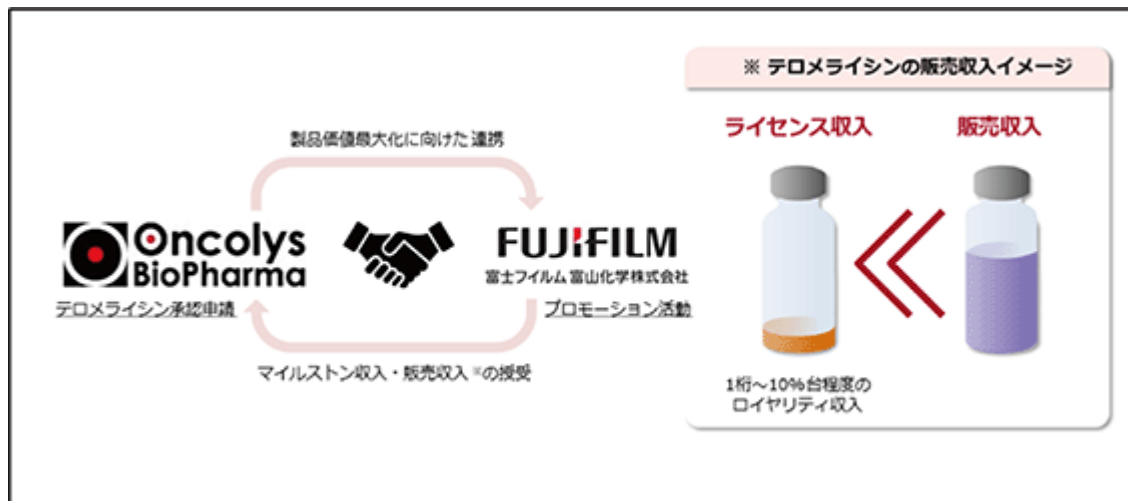 ※ テロメライシンの販売収入イメージ
ライセンス収入
販売収入
製品価値最大化に向けた連携
Oncolys
BioPharma
FUJIFILM
富士フイルム 富山化学株式会社
テロメライシン承認申請
プロモーション活動
マイルストン収入・販売収入※の授受
1桁～10%台程度の
ロイヤリティ収入